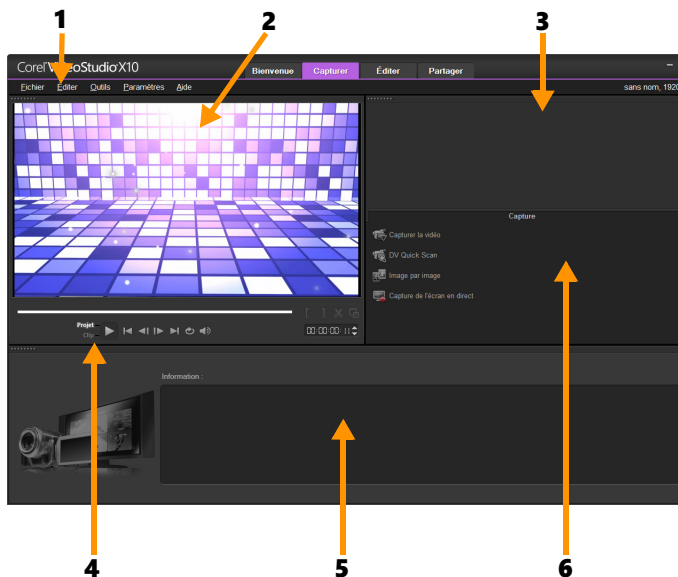 1 2 3
Corel VideoStudio X10
Bienvenue Capturer Éditer Partager
Fichier Éditer Outils Paramètres Aide
sans nom, 1920
Capture
Capturer la vidéo
DV Quick Scan
Image par image
Capture de l'écran en direct
Projet
Clip
00:00:00:11
Information :
4 5 6